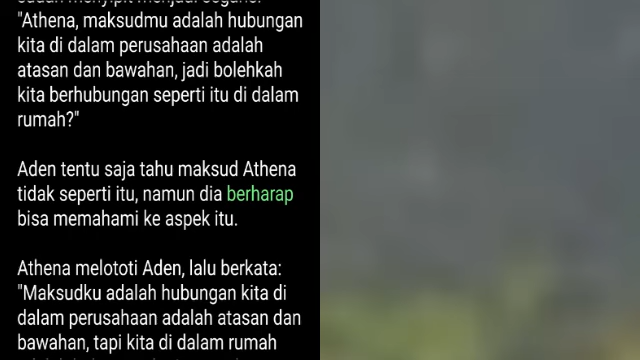 "Athena, maksudmu adalah hubungan
kita di dalam perusahaan adalah
atasan dan bawahan, jadi bolehkah
kita berhubungan seperti itu di dalam
rumah?"
Aden tentu saja tahu maksud Athena
tidak seperti itu, namun dia berharap
bisa memahami ke aspek itu.
Athena melototi Aden, lalu berkata:
"Maksudku adalah hubungan kita di
dalam perusahaan adalah atasan dan
bawahan, tapi kita di dalam rumah